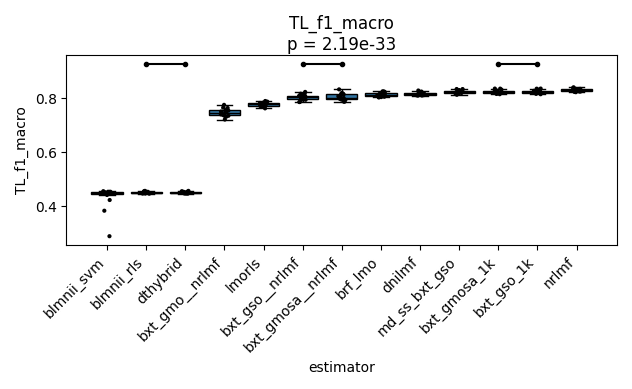 TL_f1_macro
p = 2.19e-33
TL_f1_macro
0.8
0.6
0.4
blmnii_svm
blmnii_rls
dthybrid
bxt_gmo__nrlmf
lmorls
bxt_gso__nrlmf
bxt_gmosa__nrlmf
brf_lmo
dnilmf
md_ss_bxt_gso
bxt_gmosa_1k
bxt_gso_1k
nrlmf
estimator